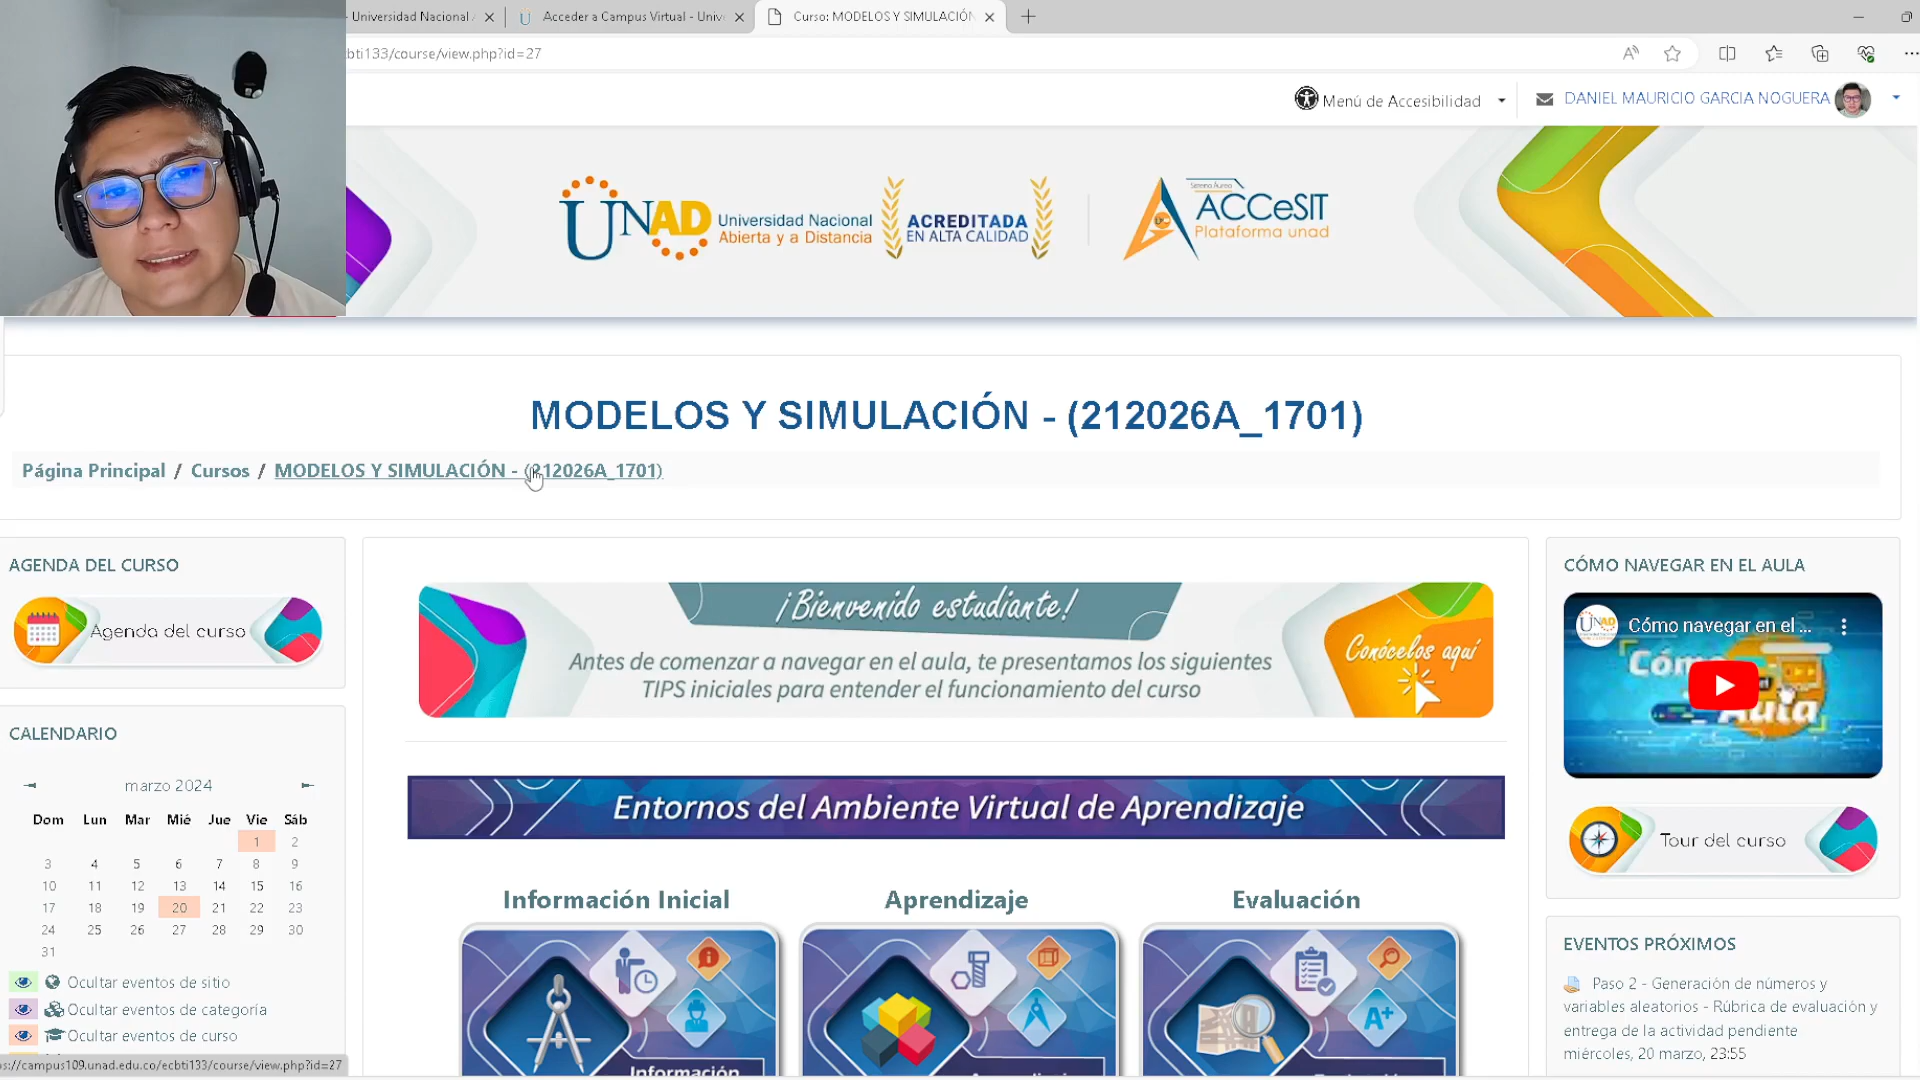 - Universidad Nacional
Acceder a Campus Virtual - Univ
Curso: MODELOS Y SIMULACIÓN
bti133/course/view.php?id=27
Menú de Accesibilidad
DANIEL MAURICIO GARCIA NOGUERA
UNAD
Universidad Nacional
Abierta y a Distancia
ACREDITADA
EN ALTA CALIDAD
ACCeSIT
Plataforma unad
MODELOS Y SIMULACIÓN - (212026A_1701)
Página Principal / Cursos / MODELOS Y SIMULACIÓN - (212026A_1701)
AGENDA DEL CURSO
Agenda del curso
CALENDARIO
marzo 2024
Dom Lun Mar Mié Jue Vie Sáb
1 2
3 4 5 6 7 8 9
10 11 12 13 14 15 16
17 18 19 20 21 22 23
24 25 26 27 28 29 30
31
Ocultar eventos de sitio
Ocultar eventos de categoría
Ocultar eventos de curso
ps://campus109.unad.edu.co/ecbti133/course/view.php?id=27
¡Bienvenido estudiante!
Antes de comenzar a navegar en el aula, te presentamos los siguientes
TIPS iniciales para entender el funcionamiento del curso
Conócelos aquí
Entornos del Ambiente Virtual de Aprendizaje
Información Inicial
Aprendizaje
Evaluación
A+
Información
CÓMO NAVEGAR EN EL AULA
UNAD
Cómo navegar en el ...
Aula
Tour del curso
EVENTOS PRÓXIMOS
Paso 2 - Generación de números y
variables aleatorios - Rúbrica de evaluación y
entrega de la actividad pendiente
miércoles, 20 marzo, 23:55